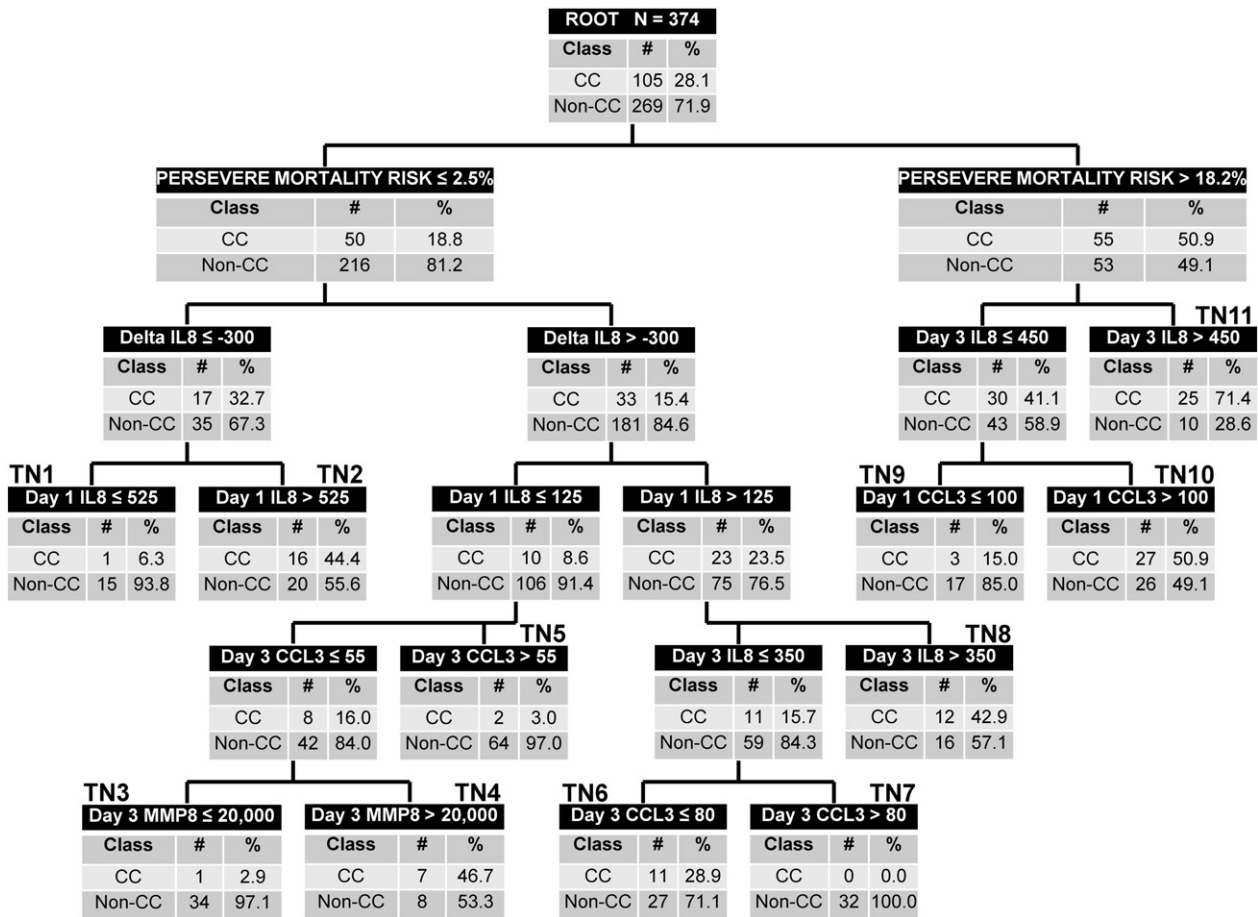 ROOT N = 374
Class # %
CC 105 28.1
Non-CC 269 71.9
PERSEVERE MORTALITY RISK ≤ 2.5%
Class # %
CC 50 18.8
Non-CC 216 81.2
PERSEVERE MORTALITY RISK > 18.2%
Class # %
CC 55 50.9
Non-CC 53 49.1
Delta IL8 ≤ -300
Class # %
CC 17 32.7
Non-CC 35 67.3
Delta IL8 > -300
Class # %
CC 33 15.4
Non-CC 181 84.6
Day 3 IL8 ≤ 450
Class # %
CC 30 41.1
Non-CC 43 58.9
TN11
Day 3 IL8 > 450
Class # %
CC 25 71.4
Non-CC 10 28.6
TN1
Day 1 IL8 ≤ 525
Class # %
CC 1 6.3
Non-CC 15 93.8
TN2
Day 1 IL8 > 525
Class # %
CC 16 44.4
Non-CC 20 55.6
Day 1 IL8 ≤ 125
Class # %
CC 10 8.6
Non-CC 106 91.4
Day 1 IL8 > 125
Class # %
CC 23 23.5
Non-CC 75 76.5
TN9
Day 1 CCL3 ≤ 100
Class # %
CC 3 15.0
Non-CC 17 85.0
TN10
Day 1 CCL3 > 100
Class # %
CC 27 50.9
Non-CC 26 49.1
Day 3 CCL3 ≤ 55
Class # %
CC 8 16.0
Non-CC 42 84.0
TN5
Day 3 CCL3 > 55
Class # %
CC 2 3.0
Non-CC 64 97.0
Day 3 IL8 ≤ 350
Class # %
CC 11 15.7
Non-CC 59 84.3
TN8
Day 3 IL8 > 350
Class # %
CC 12 42.9
Non-CC 16 57.1
TN3
Day 3 MMP8 ≤ 20,000
Class # %
CC 1 2.9
Non-CC 34 97.1
TN4
Day 3 MMP8 > 20,000
Class # %
CC 7 46.7
Non-CC 8 53.3
TN6
Day 3 CCL3 ≤ 80
Class # %
CC 11 28.9
Non-CC 27 71.1
TN7
Day 3 CCL3 > 80
Class # %
CC 0 0.0
Non-CC 32 100.0